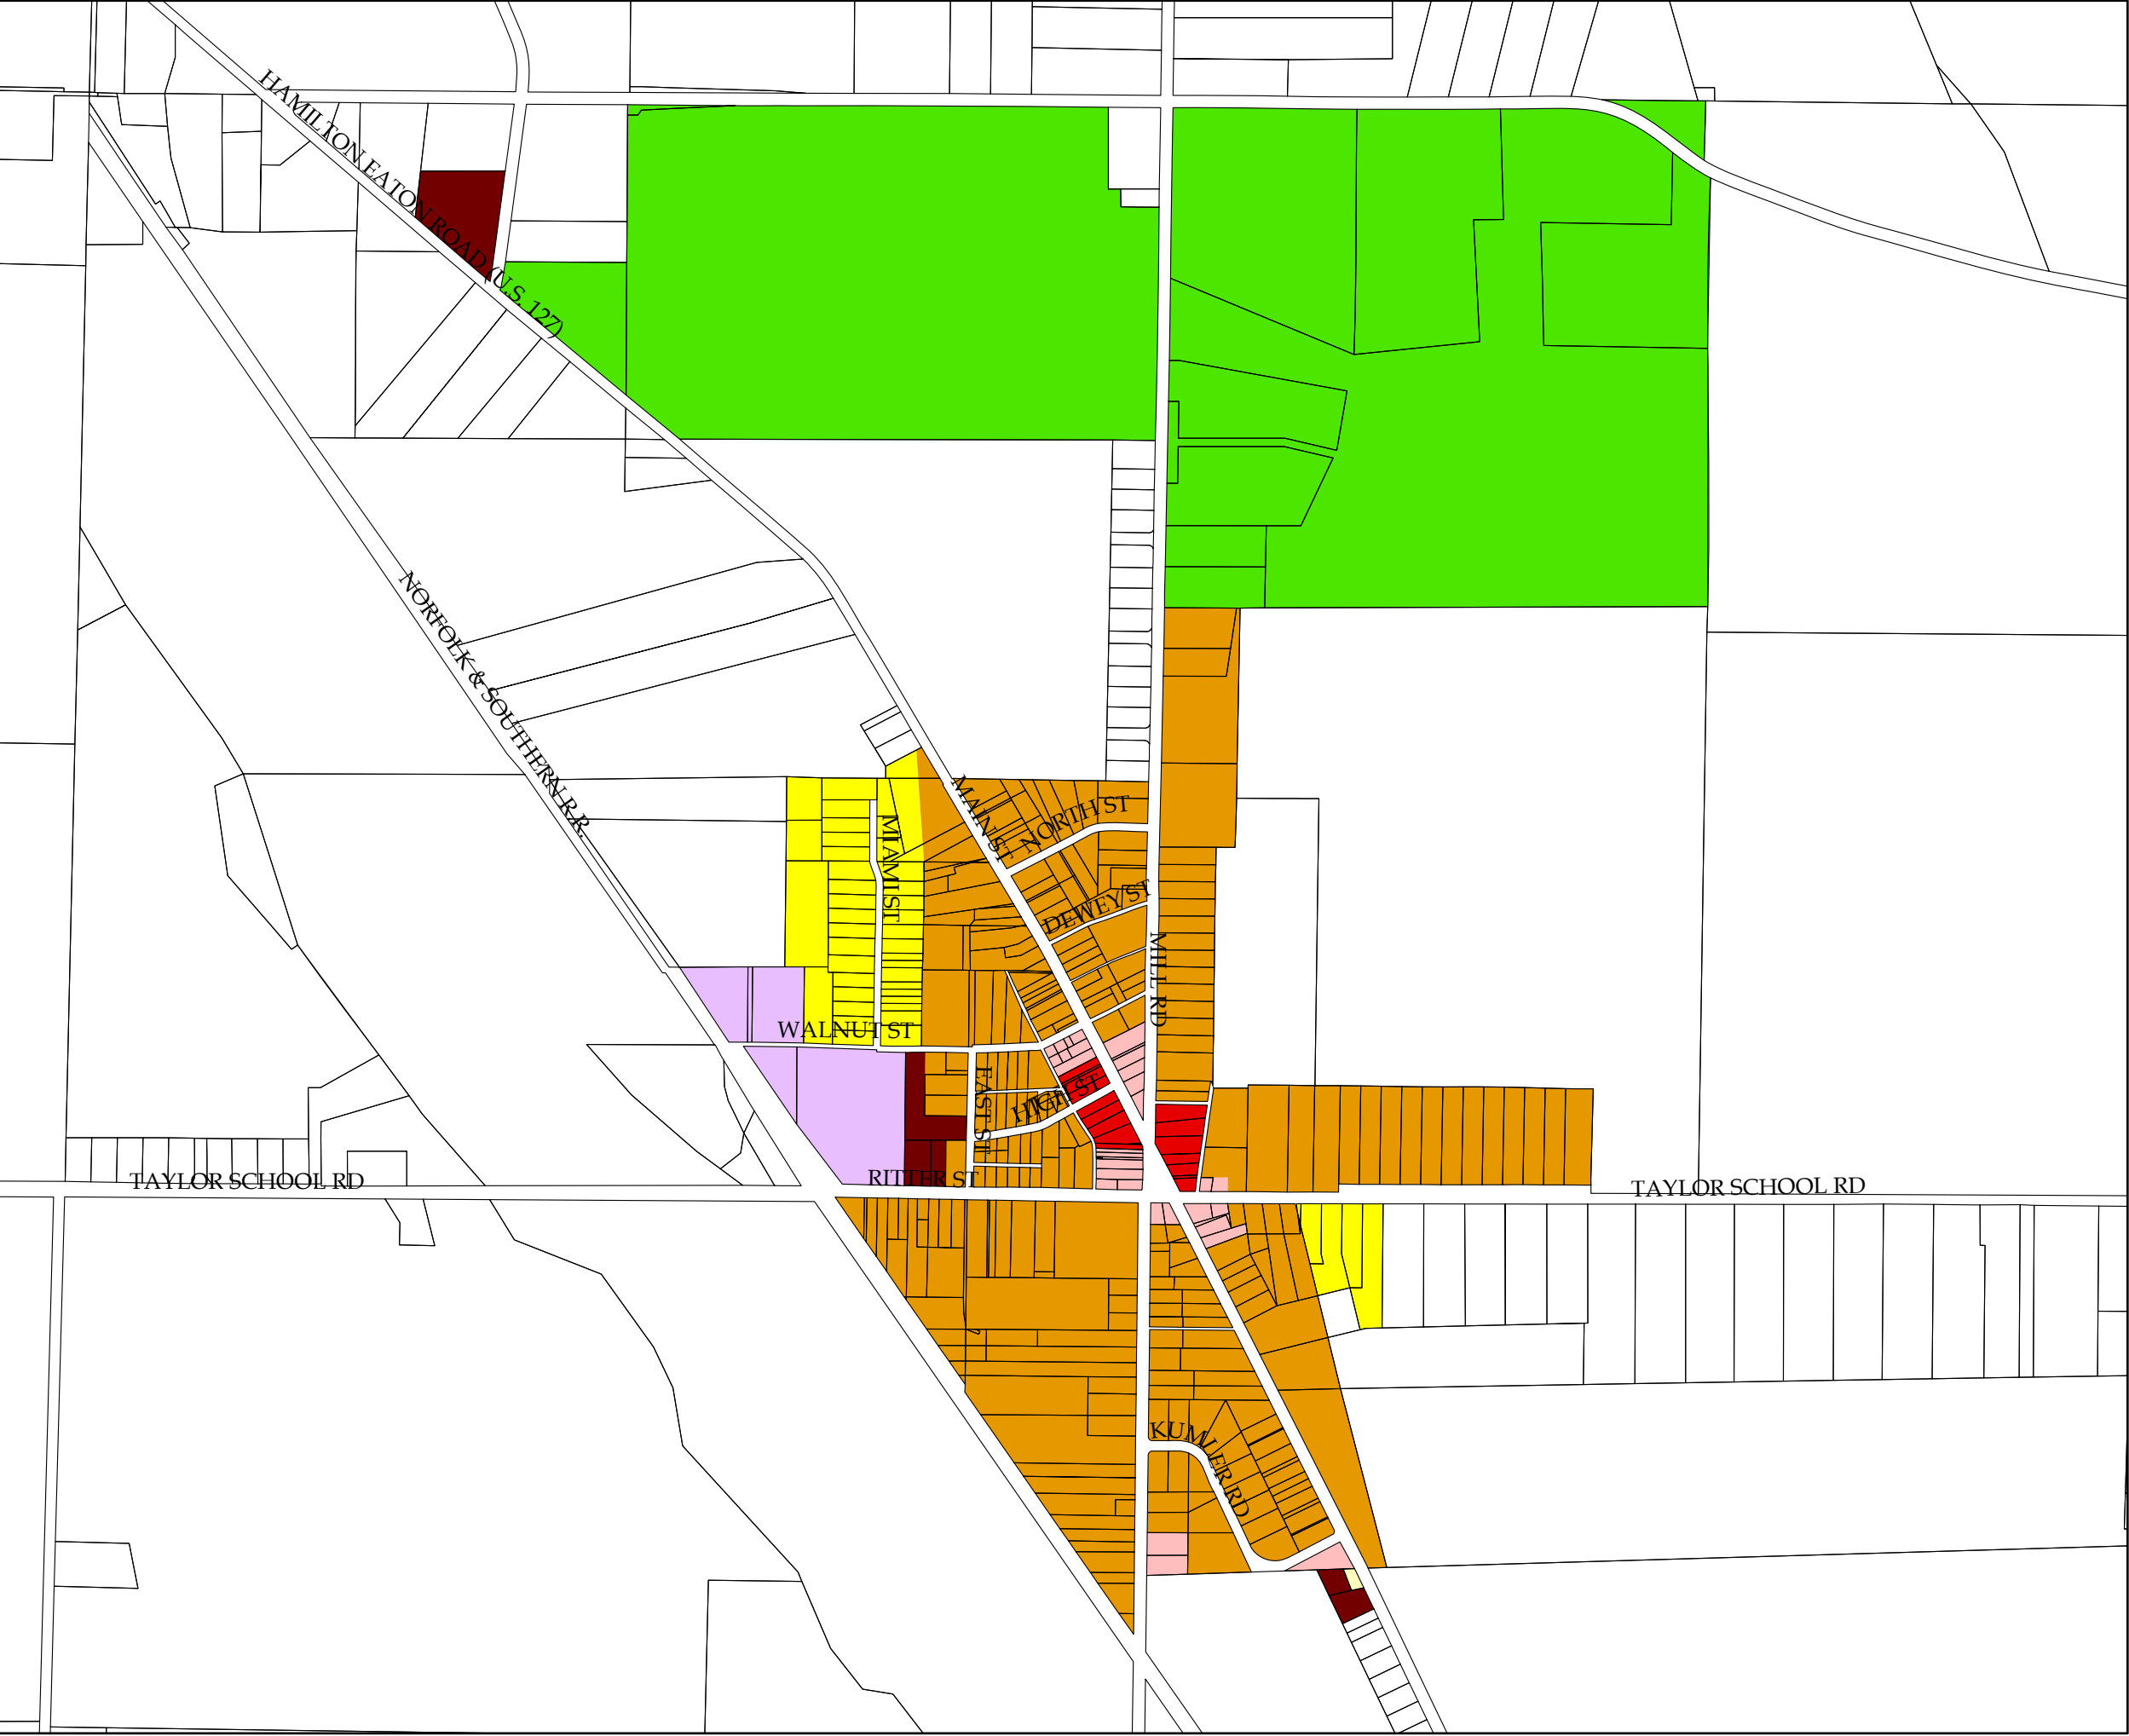 HAMILTON EATON ROAD (U.S. 127)
NORFOLK & SOUTHERN R.R.
MAIN ST
NORTH ST
MIAMI ST
DEWEY ST
MILL RD
WALNUT ST
EAST ST
HIGH ST
RITTER ST
TAYLOR SCHOOL RD
TAYLOR SCHOOL RD
KUMLER RD